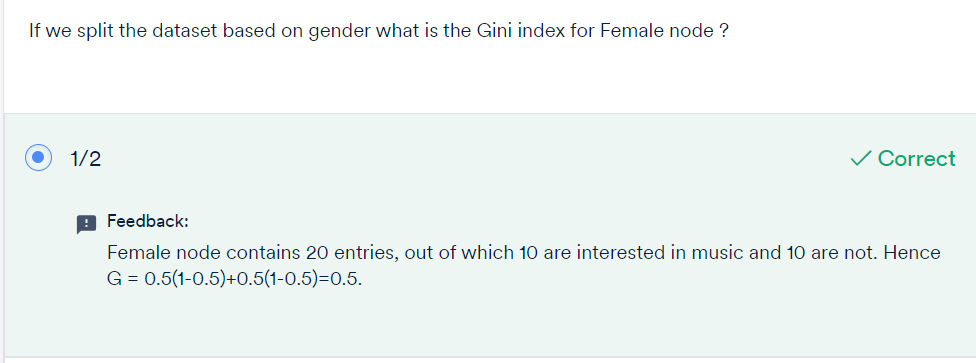 If we split the dataset based on gender what is the Gini index for Female node ?
1/2
Correct
Feedback:
Female node contains 20 entries, out of which 10 are interested in music and 10 are not. Hence
G = 0.5(1-0.5)+0.5(1-0.5)=0.5.